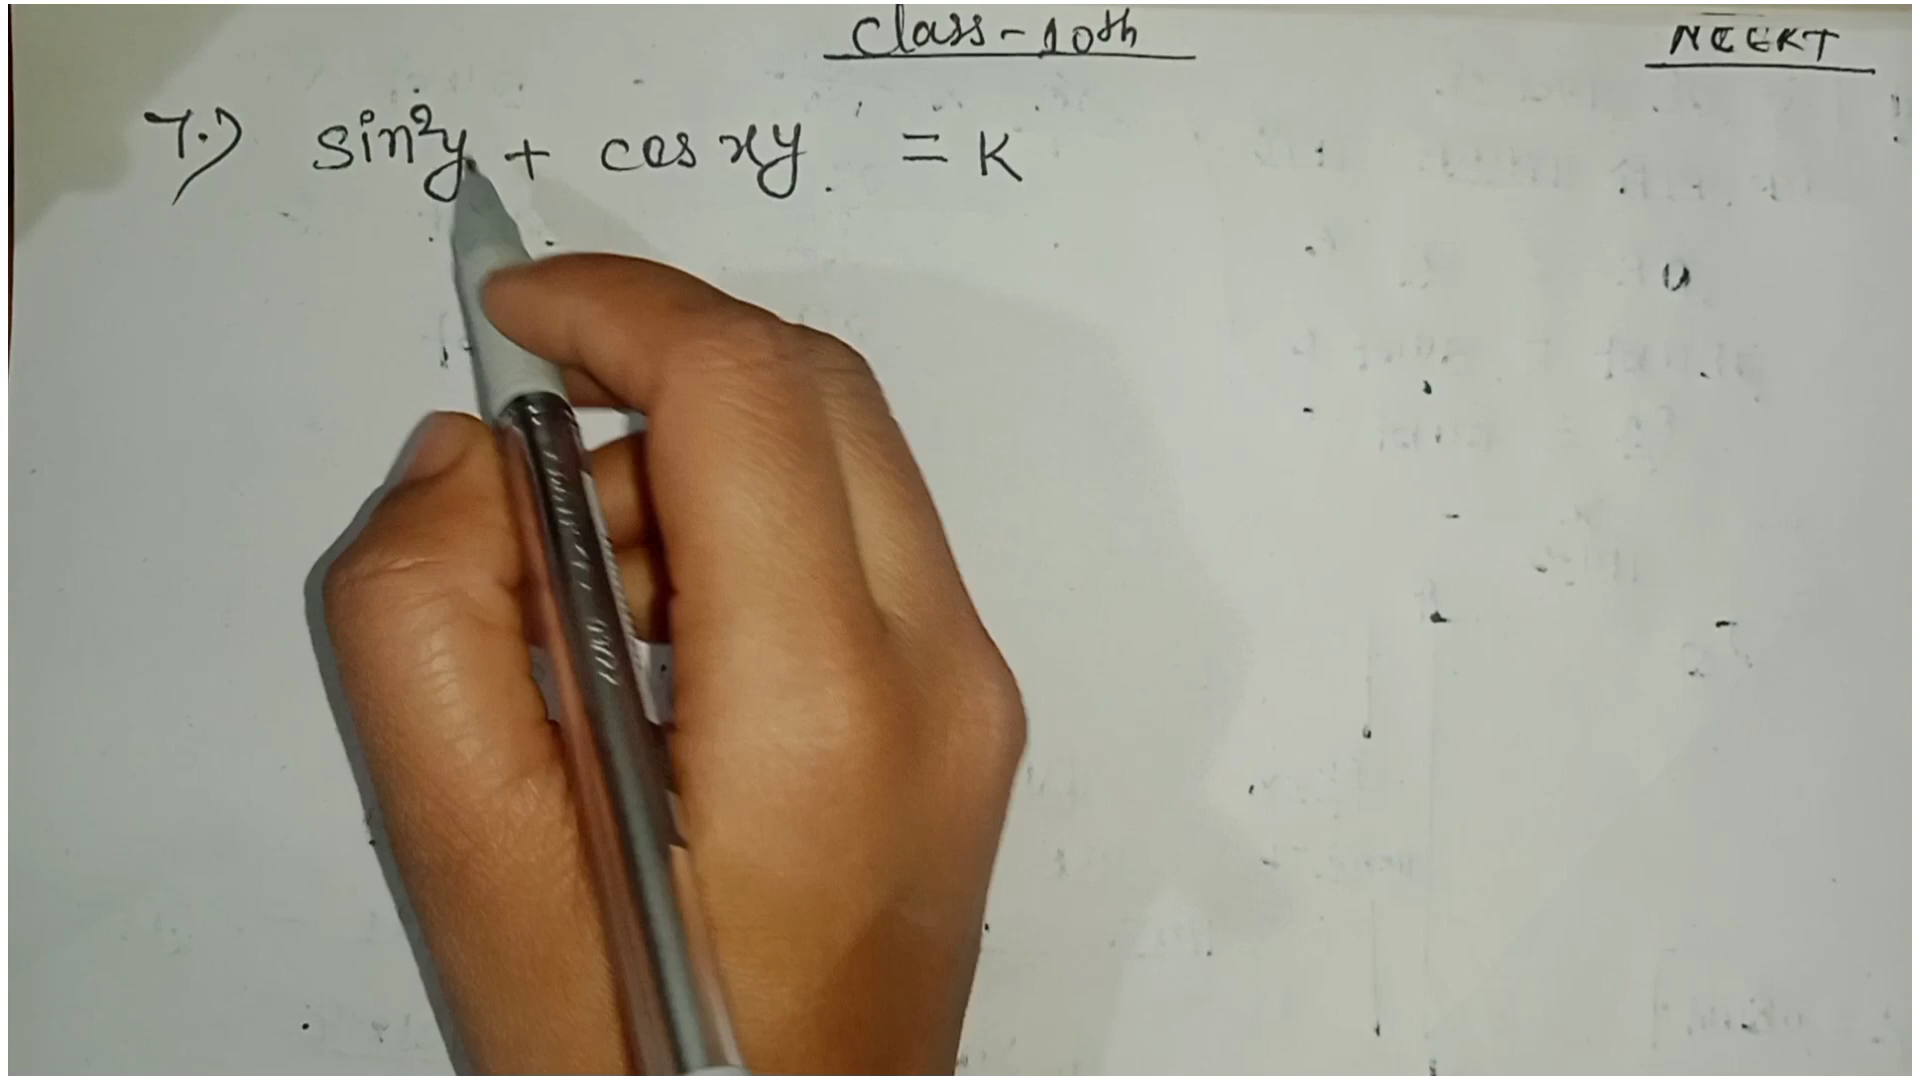 Class-10th
NCERT
7.) sin²y + cos xy = K